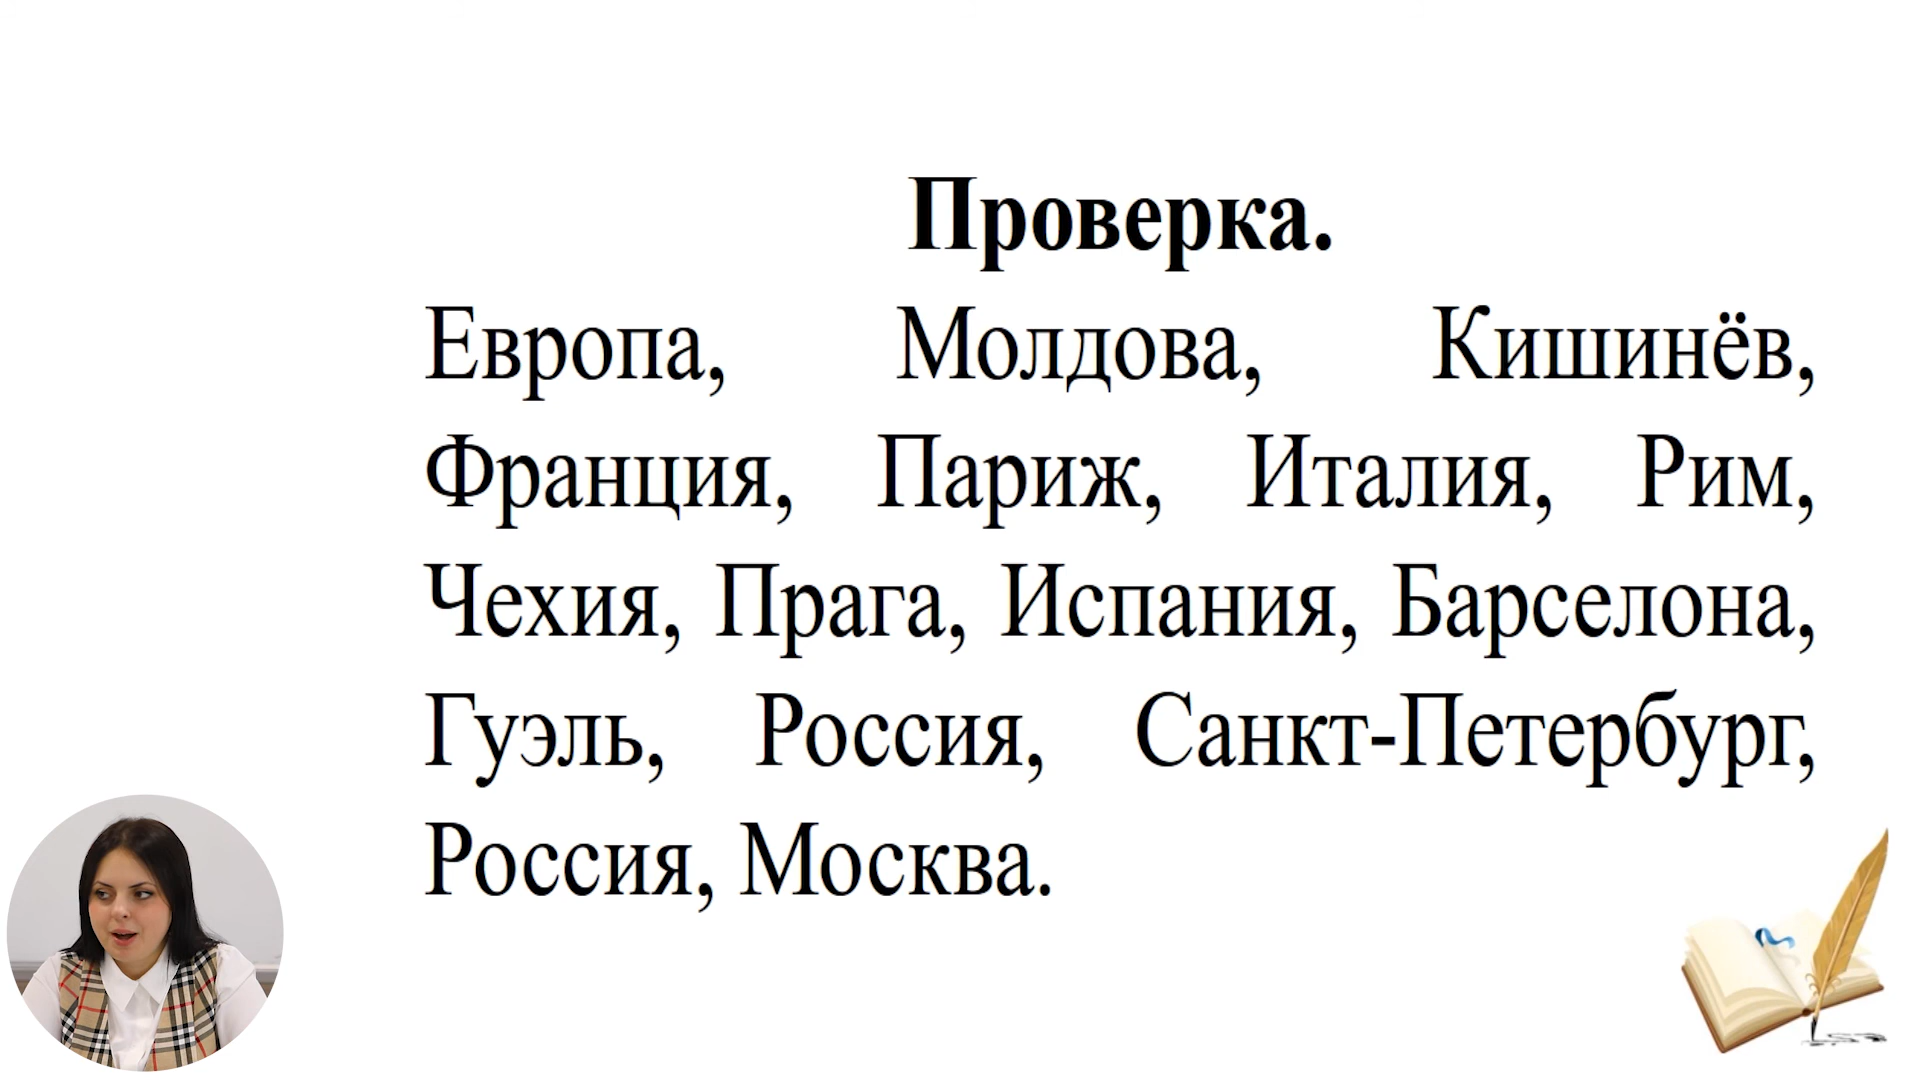 Проверка.
Европа, Молдова, Кишинёв,
Франция, Париж, Италия, Рим,
Чехия, Прага, Испания, Барселона,
Гуэль, Россия, Санкт-Петербург,
Россия, Москва.